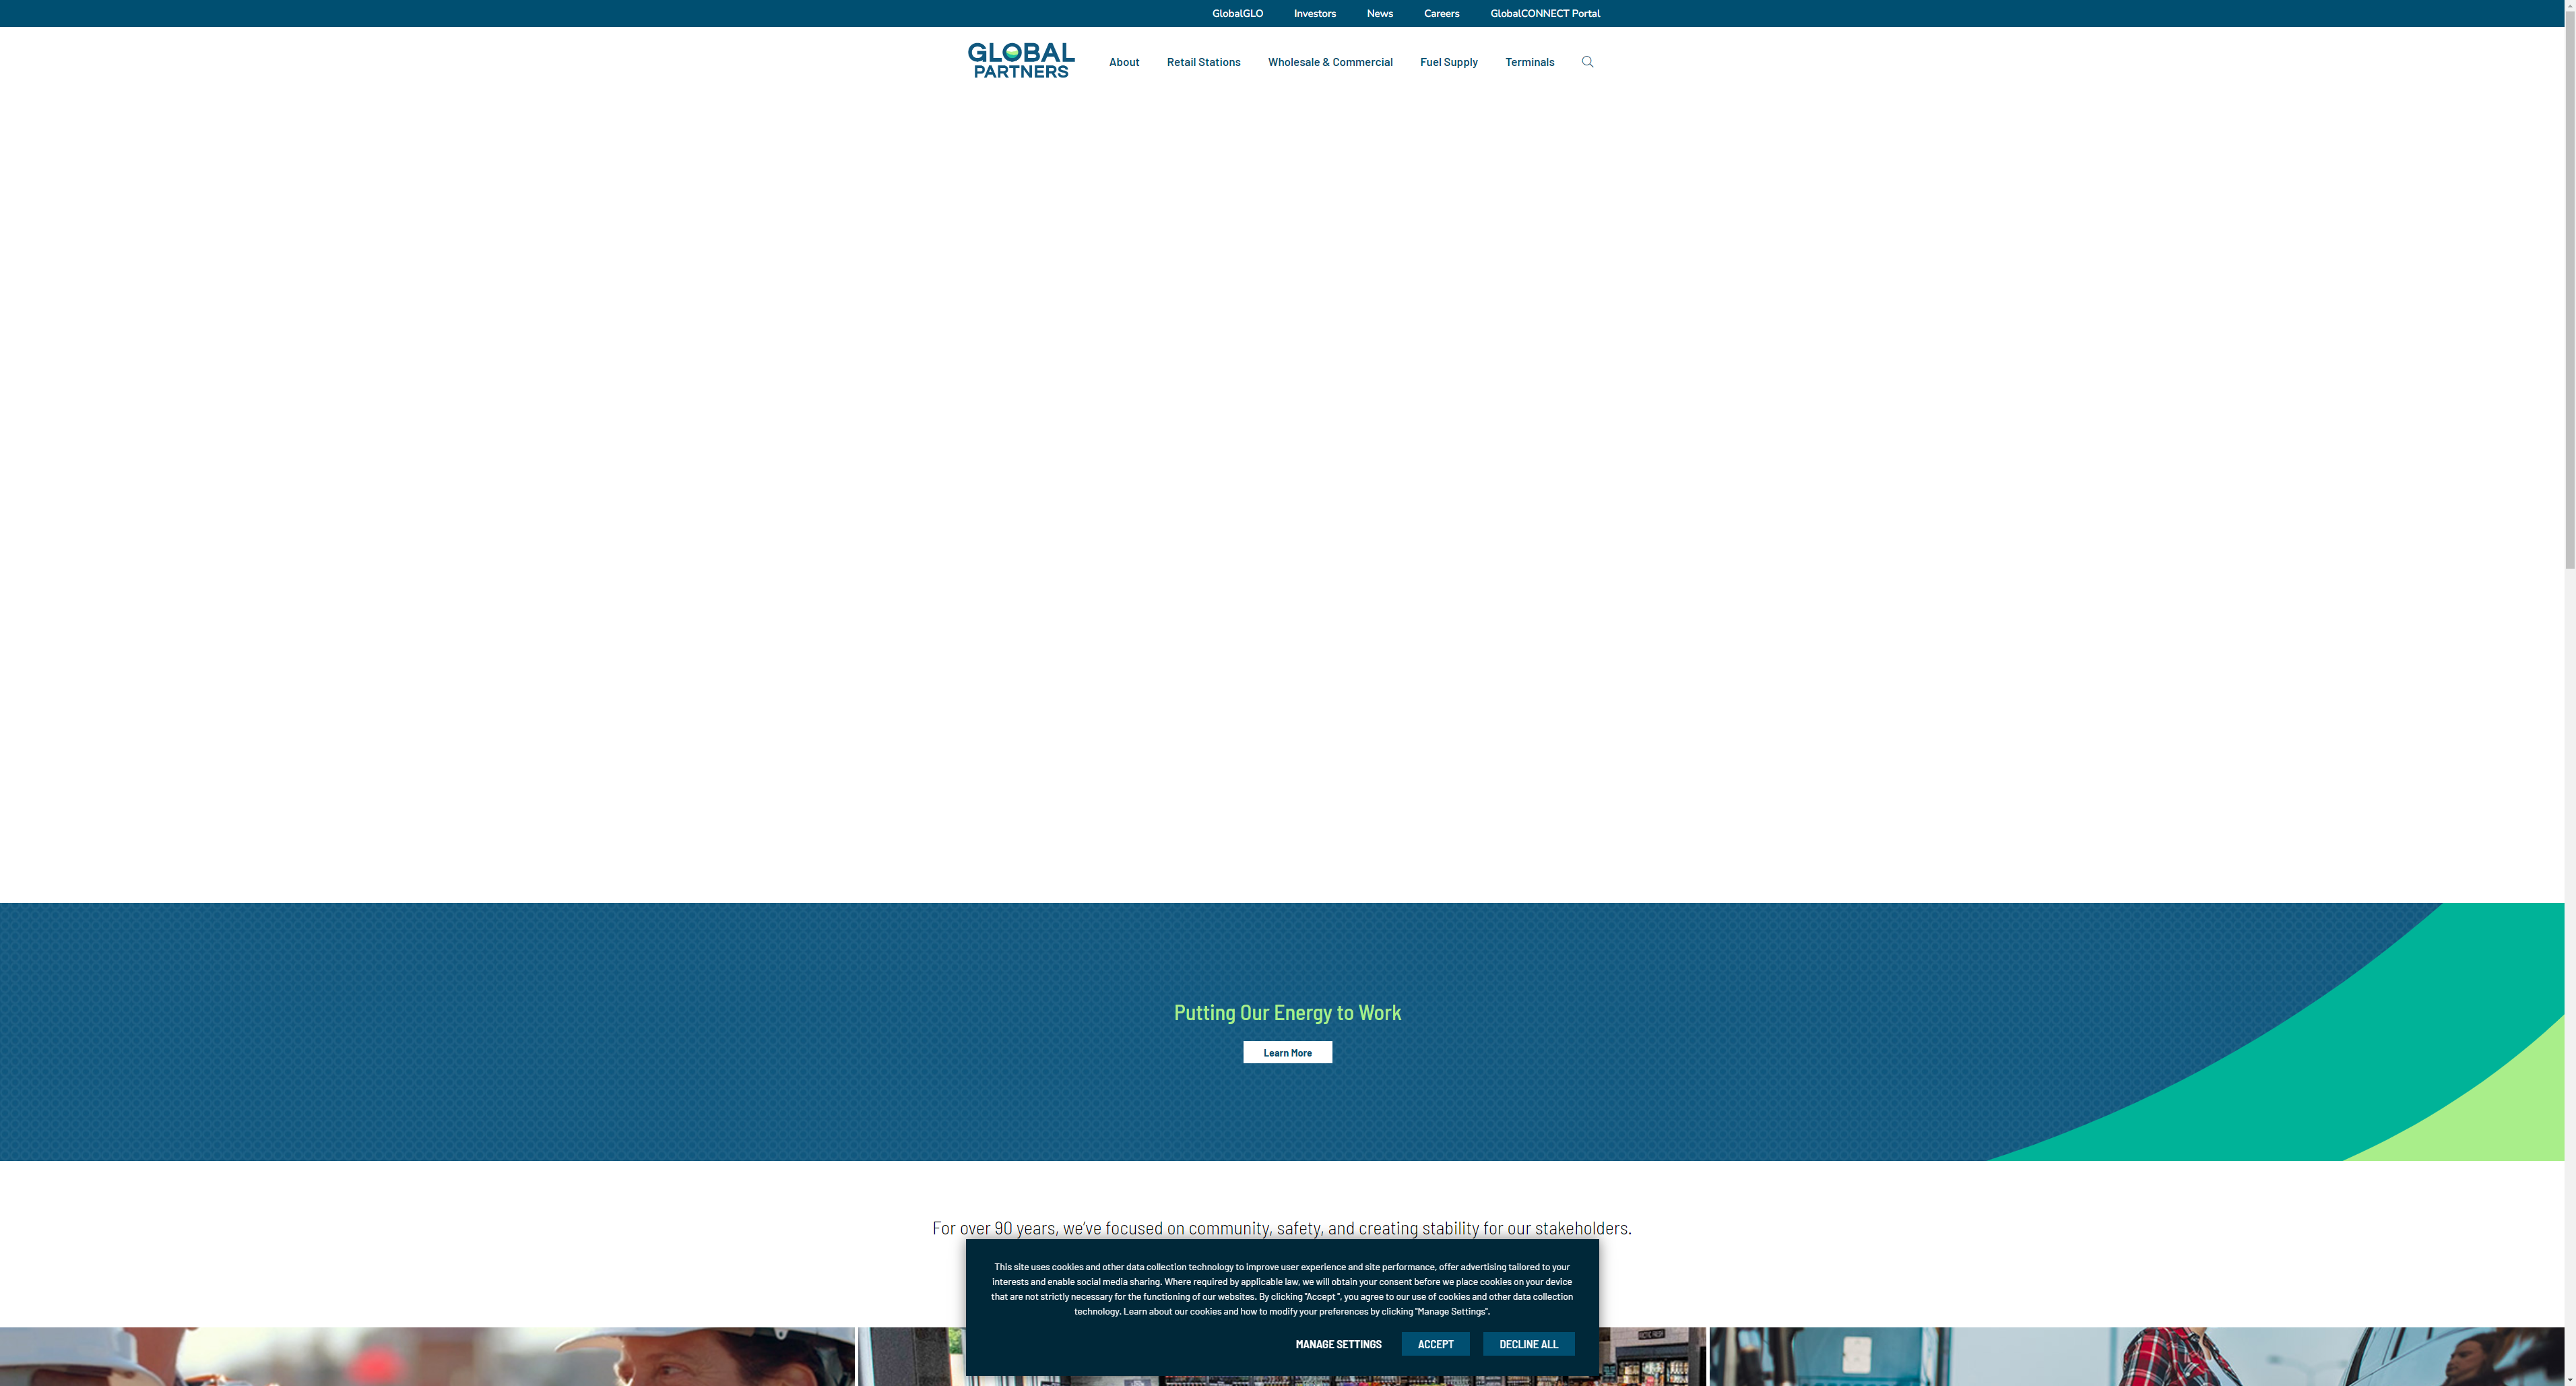 GlobalGLO Investors News Careers GlobalCONNECT Portal
GLOBAL
PARTNERS
About Retail Stations Wholesale & Commercial Fuel Supply Terminals
Putting Our Energy to Work
Learn More
For over 90 years, we've focused on community, safety, and creating stability for our stakeholders.
This site uses cookies and other data collection technology to improve user experience and site performance, offer advertising tailored to your
interests and enable social media sharing. Where required by applicable law, we will obtain your consent before we place cookies on your device
that are not strictly necessary for the functioning of our websites. By clicking "Accept ", you agree to our use of cookies and other data collection
technology. Learn about our cookies and how to modify your preferences by clicking "Manage Settings".
MANAGE SETTINGS ACCEPT DECLINE ALL